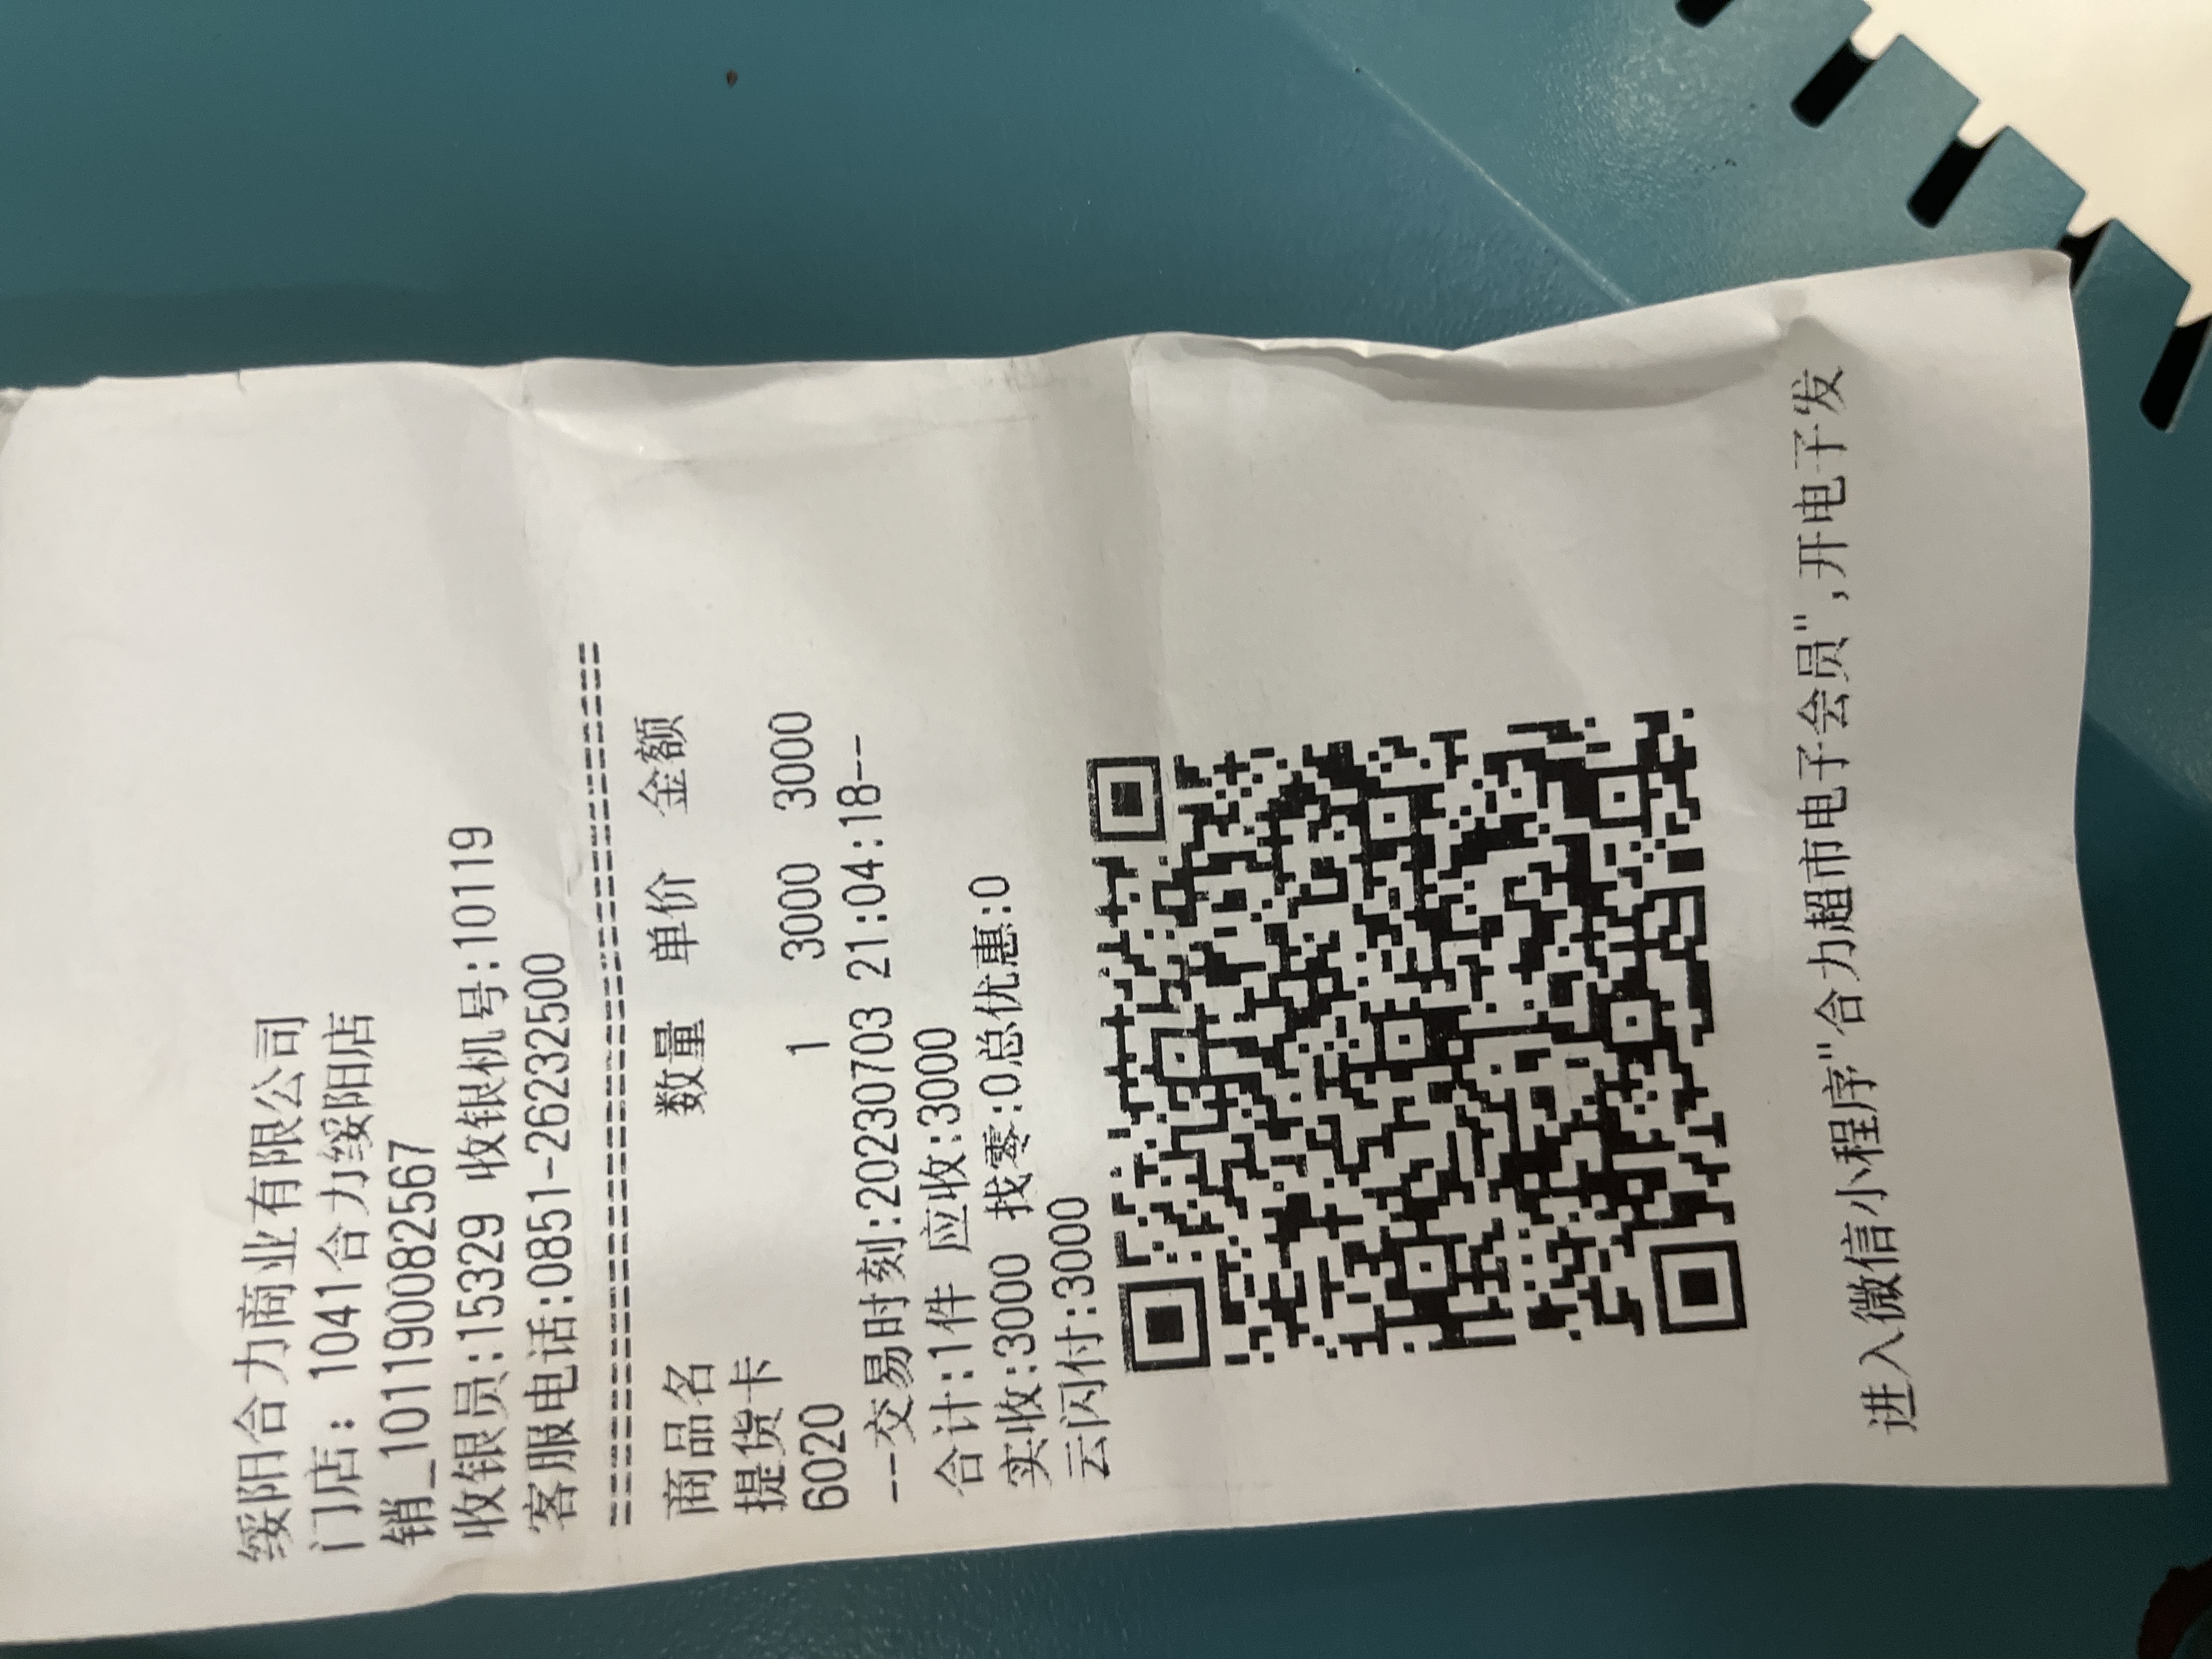 绥阳合力商业有限公司
门店: 1041合力绥阳店
销_101190082567
收银员:15329 收银机号:10119
客服电话:0851-26232500
================================================
商品名 数量 单价 金额
提货卡
6020 1 3000 3000
--交易时刻:20230703 21:04:18--
合计:1件 应收:3000
实收:3000 找零:0总优惠:0
云闪付:3000
进入微信小程序"合力超市电子会员",开电子发